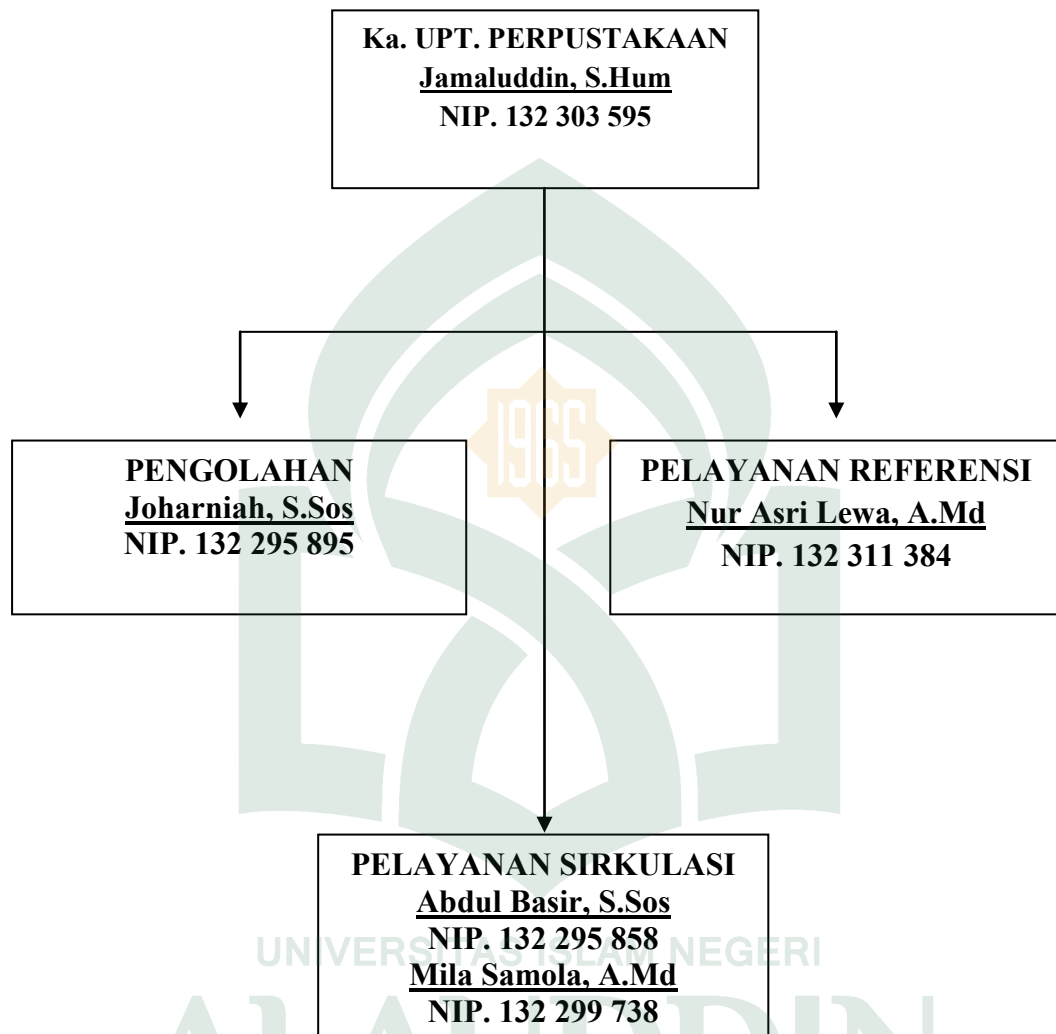 Ka. UPT. PERPUSTAKAAN
Jamaluddin, S.Hum
NIP. 132 303 595
1965
PENGOLAHAN
Joharniah, S.Sos
NIP. 132 295 895
PELAYANAN REFERENSI
Nur Asri Lewa, A.Md
NIP. 132 311 384
PELAYANAN SIRKULASI
Abdul Basir, S.Sos
NIP. 132 295 858
Mila Samola, A.Md
NIP. 132 299 738
UNIVERSITAS ISLAM NEGERI
ALAUDDIN